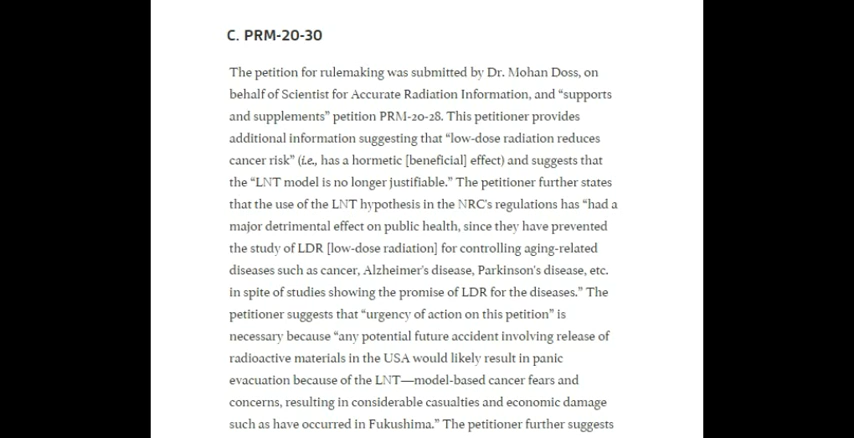 C. PRM-20-30
The petition for rulemaking was submitted by Dr. Mohan Doss, on
behalf of Scientist for Accurate Radiation Information, and “supports
and supplements” petition PRM-20-28. This petitioner provides
additional information suggesting that “low-dose radiation reduces
cancer risk” (i.e., has a hormetic [beneficial] effect) and suggests that
the “LNT model is no longer justifiable.” The petitioner further states
that the use of the LNT hypothesis in the NRC's regulations has “had a
major detrimental effect on public health, since they have prevented
the study of LDR [low-dose radiation] for controlling aging-related
diseases such as cancer, Alzheimer's disease, Parkinson's disease, etc.
in spite of studies showing the promise of LDR for the diseases.” The
petitioner suggests that “urgency of action on this petition” is
necessary because “any potential future accident involving release of
radioactive materials in the USA would likely result in panic
evacuation because of the LNT—model-based cancer fears and
concerns, resulting in considerable casualties and economic damage
such as have occurred in Fukushima.” The petitioner further suggests